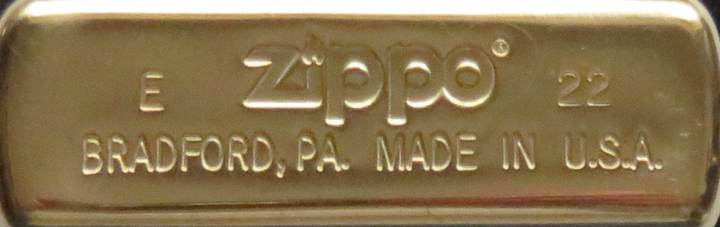 E zippo® '22
BRADFORD, PA. MADE IN U.S.A.